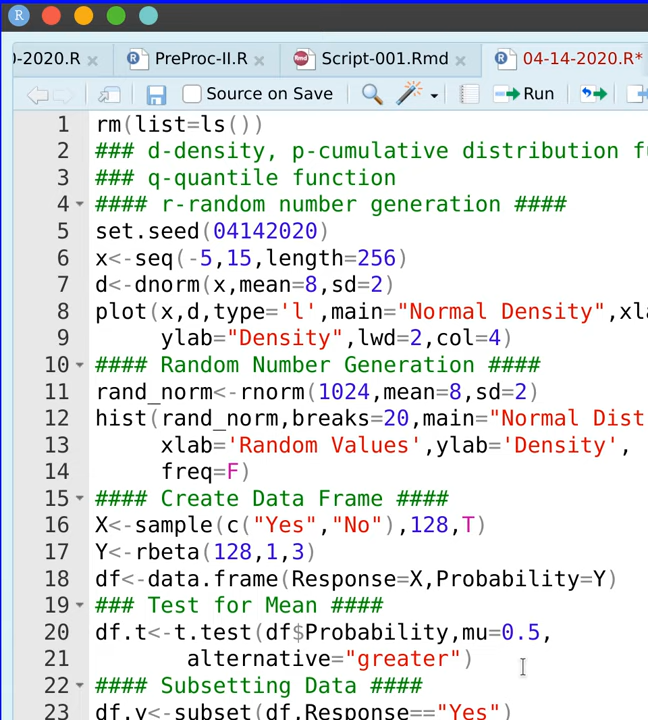 R
0-2020.R × PreProc-II.R × Rmd Script-001.Rmd × 04-14-2020.R*
Source on Save Run
1 rm(list=ls())
2 ### d-density, p-cumulative distribution fu
3 ### q-quantile function
4 #### r-random number generation ####
5 set.seed(04142020)
6 x<-seq(-5,15,length=256)
7 d<-dnorm(x,mean=8,sd=2)
8 plot(x,d,type='l',main="Normal Density",xla
9 ylab="Density",lwd=2,col=4)
10 #### Random Number Generation ####
11 rand_norm<-rnorm(1024,mean=8,sd=2)
12 hist(rand_norm,breaks=20,main="Normal Dist
13 xlab='Random Values',ylab='Density',
14 freq=F)
15 #### Create Data Frame ####
16 X<-sample(c("Yes","No"),128,T)
17 Y<-rbeta(128,1,3)
18 df<-data.frame(Response=X,Probability=Y)
19 ### Test for Mean ####
20 df.t<-t.test(df$Probability,mu=0.5,
21 alternative="greater")
22 #### Subsetting Data ####
23 df.y<-subset(df,Response=="Yes")